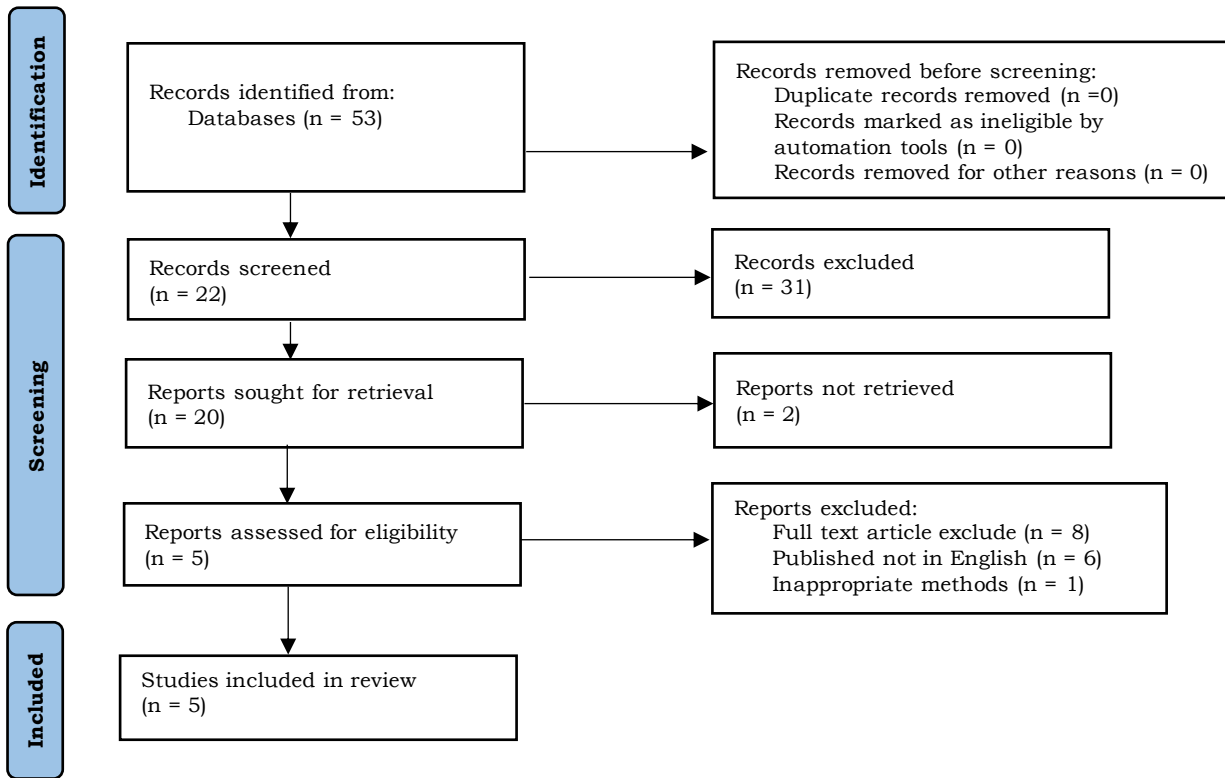 Identification
Records identified from:
Databases (n = 53)
Records removed before screening:
Duplicate records removed (n =0)
Records marked as ineligible by
automation tools (n = 0)
Records removed for other reasons (n = 0)
Screening
Records screened
(n = 22)
Records excluded
(n = 31)
Reports sought for retrieval
(n = 20)
Reports not retrieved
(n = 2)
Reports assessed for eligibility
(n = 5)
Reports excluded:
Full text article exclude (n = 8)
Published not in English (n = 6)
Inappropriate methods (n = 1)
Included
Studies included in review
(n = 5)